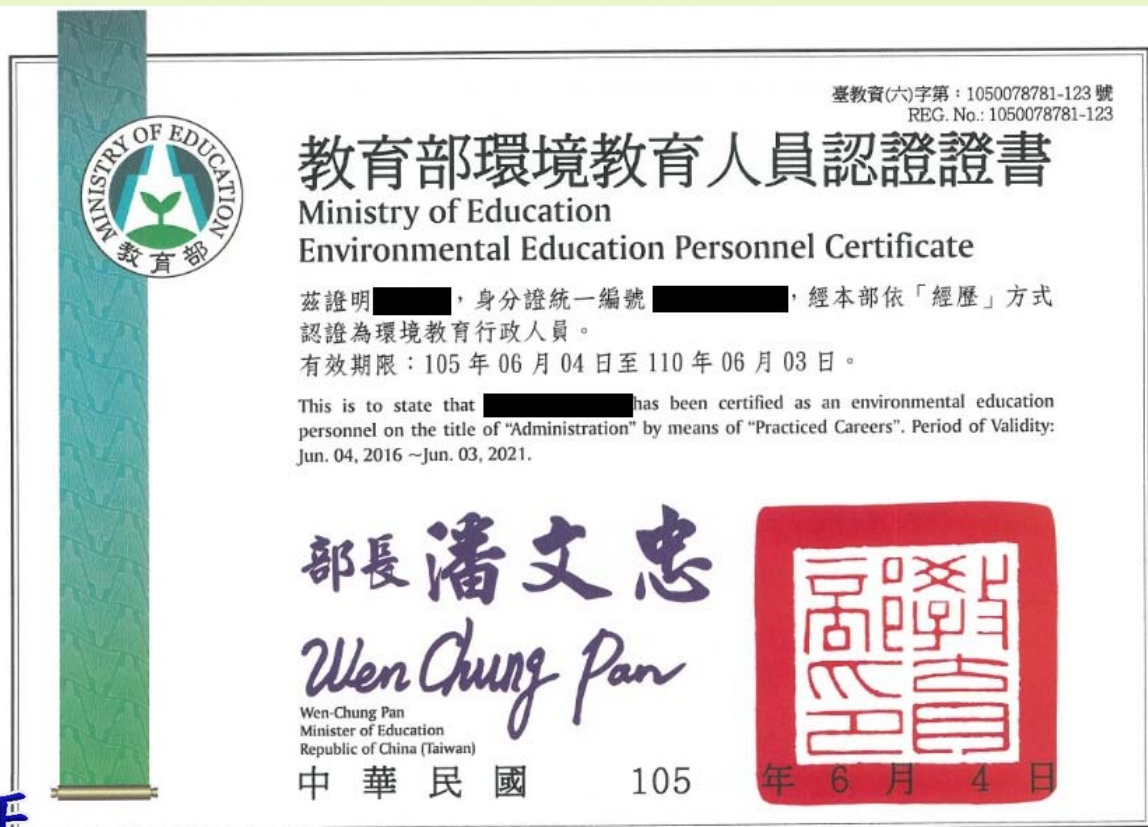 臺教資(六)字第：1050078781-123 號
REG. No.: 1050078781-123
MINISTRY OF EDUCATION
教育部
教育部環境教育人員認證證書
Ministry of Education
Environmental Education Personnel Certificate
茲證明 ，身分證統一編號 ，經本部依「經歷」方式
認證為環境教育行政人員。
有效期限：105 年 06 月 04 日至 110 年 06 月 03 日。
This is to state that has been certified as an environmental education
personnel on the title of “Administration” by means of “Practiced Careers”. Period of Validity:
Jun. 04, 2016 ~Jun. 03, 2021.
部長 潘文忠
Wen Chung Pan
Wen-Chung Pan
Minister of Education
Republic of China (Taiwan)
教育部印
中華民國 105 年 6 月 4 日